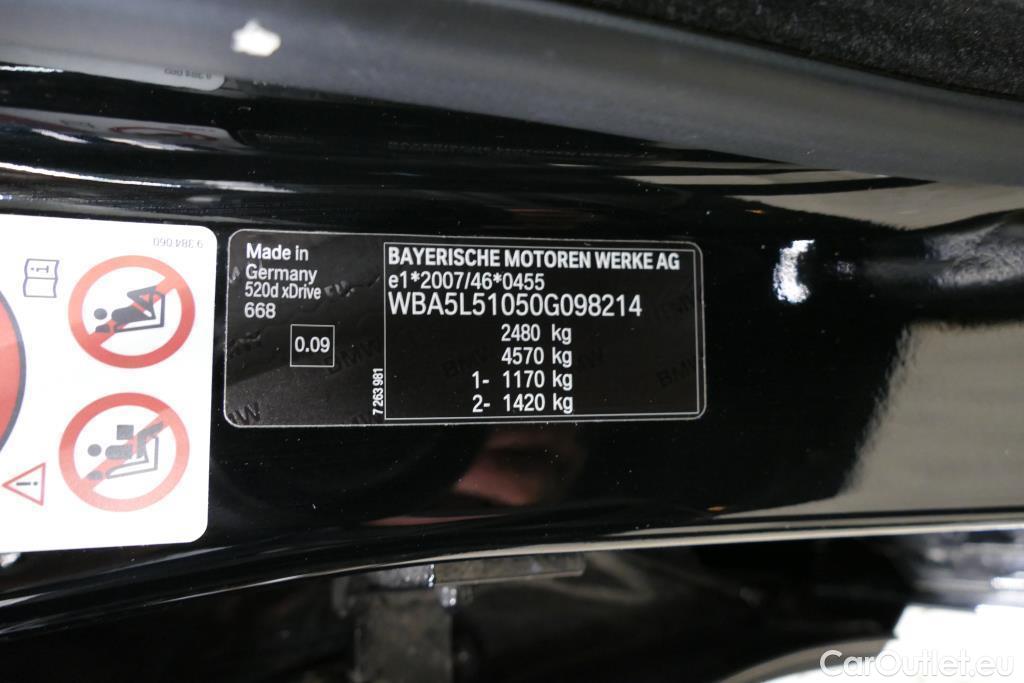 9 384 060
Made in
Germany
520d xDrive
668
0.09
7 263 981
BAYERISCHE MOTOREN WERKE AG
e1*2007/46*0455
WBA5L51050G098214
2480 kg
4570 kg
1- 1170 kg
2- 1420 kg
BMW
CarOutlet.eu